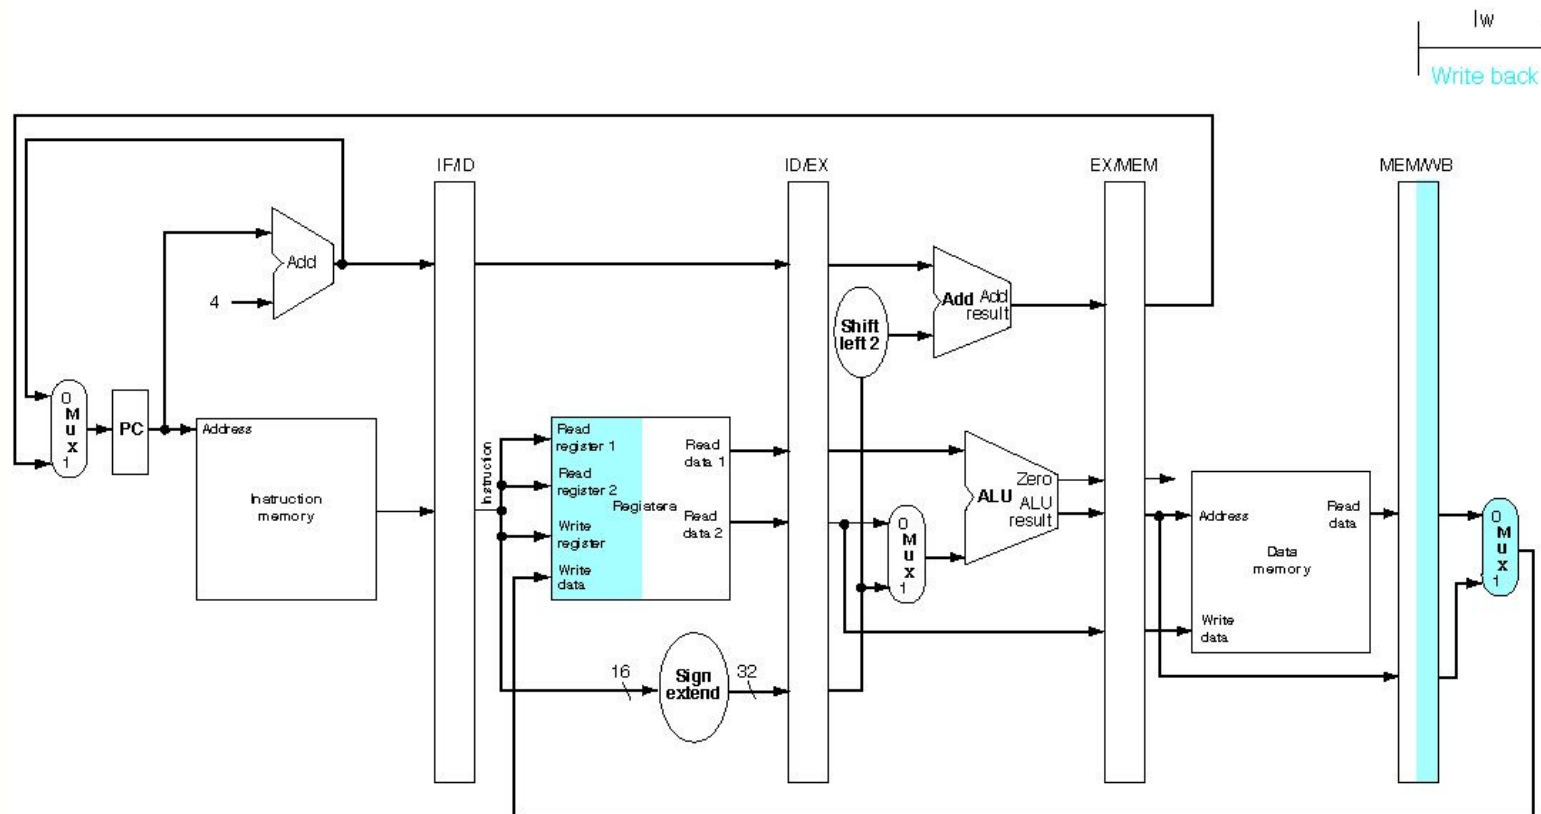 lw
Write back
IF/ID
ID/EX
EX/MEM
MEM/WB
Add
4
Add Add
result
Shift
left 2
0
M
u
x
1
PC
Address
Instruction
memory
Instruction
Read
register 1
Read
register 2
Registers
Write
register
Write
data
Read
data 1
Read
data 2
0
M
u
x
1
Zero
ALU
ALU
result
Address
Read
data
Data
memory
Write
data
0
M
u
x
1
16
Sign
extend
32